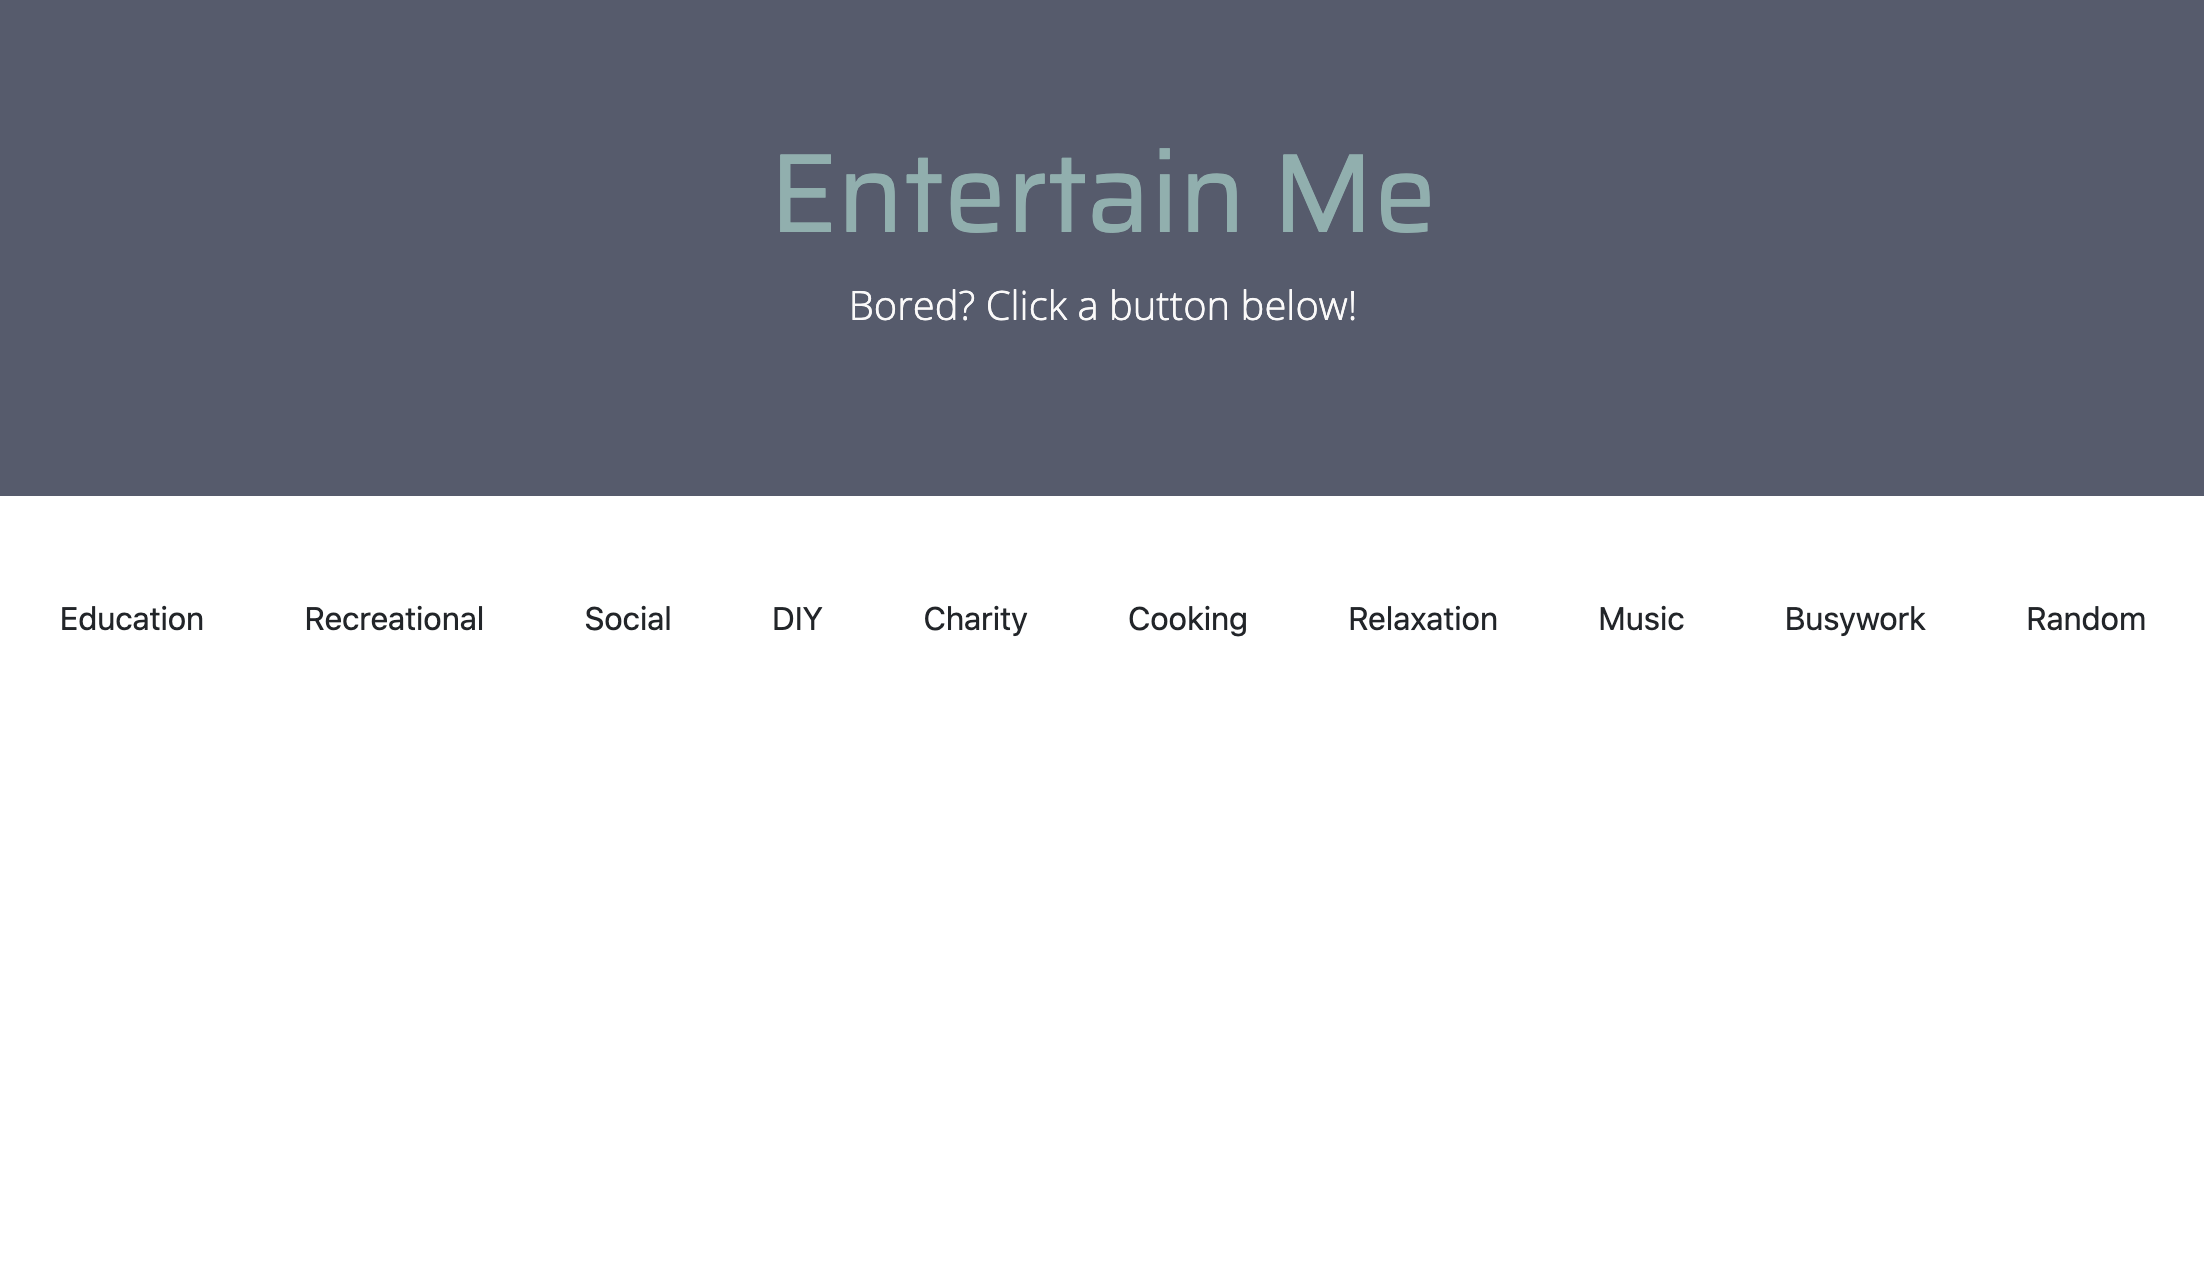 Entertain Me
Bored? Click a button below!
Education Recreational Social DIY Charity Cooking Relaxation Music Busywork Random